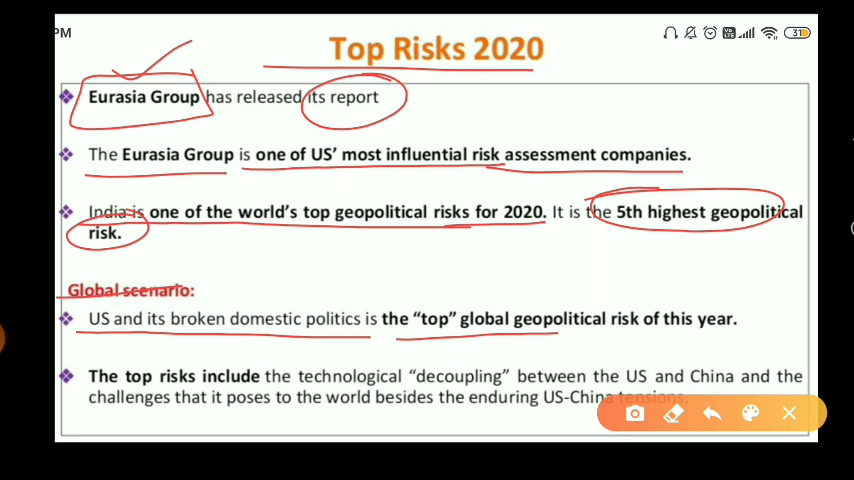 PM
31
Top Risks 2020
Eurasia Group has released its report
The Eurasia Group is one of US’ most influential risk assessment companies.
India is one of the world’s top geopolitical risks for 2020. It is the 5th highest geopolitical
risk.
Global scenario:
US and its broken domestic politics is the “top” global geopolitical risk of this year.
The top risks include the technological “decoupling” between the US and China and the
challenges that it poses to the world besides the enduring US-China tensions.